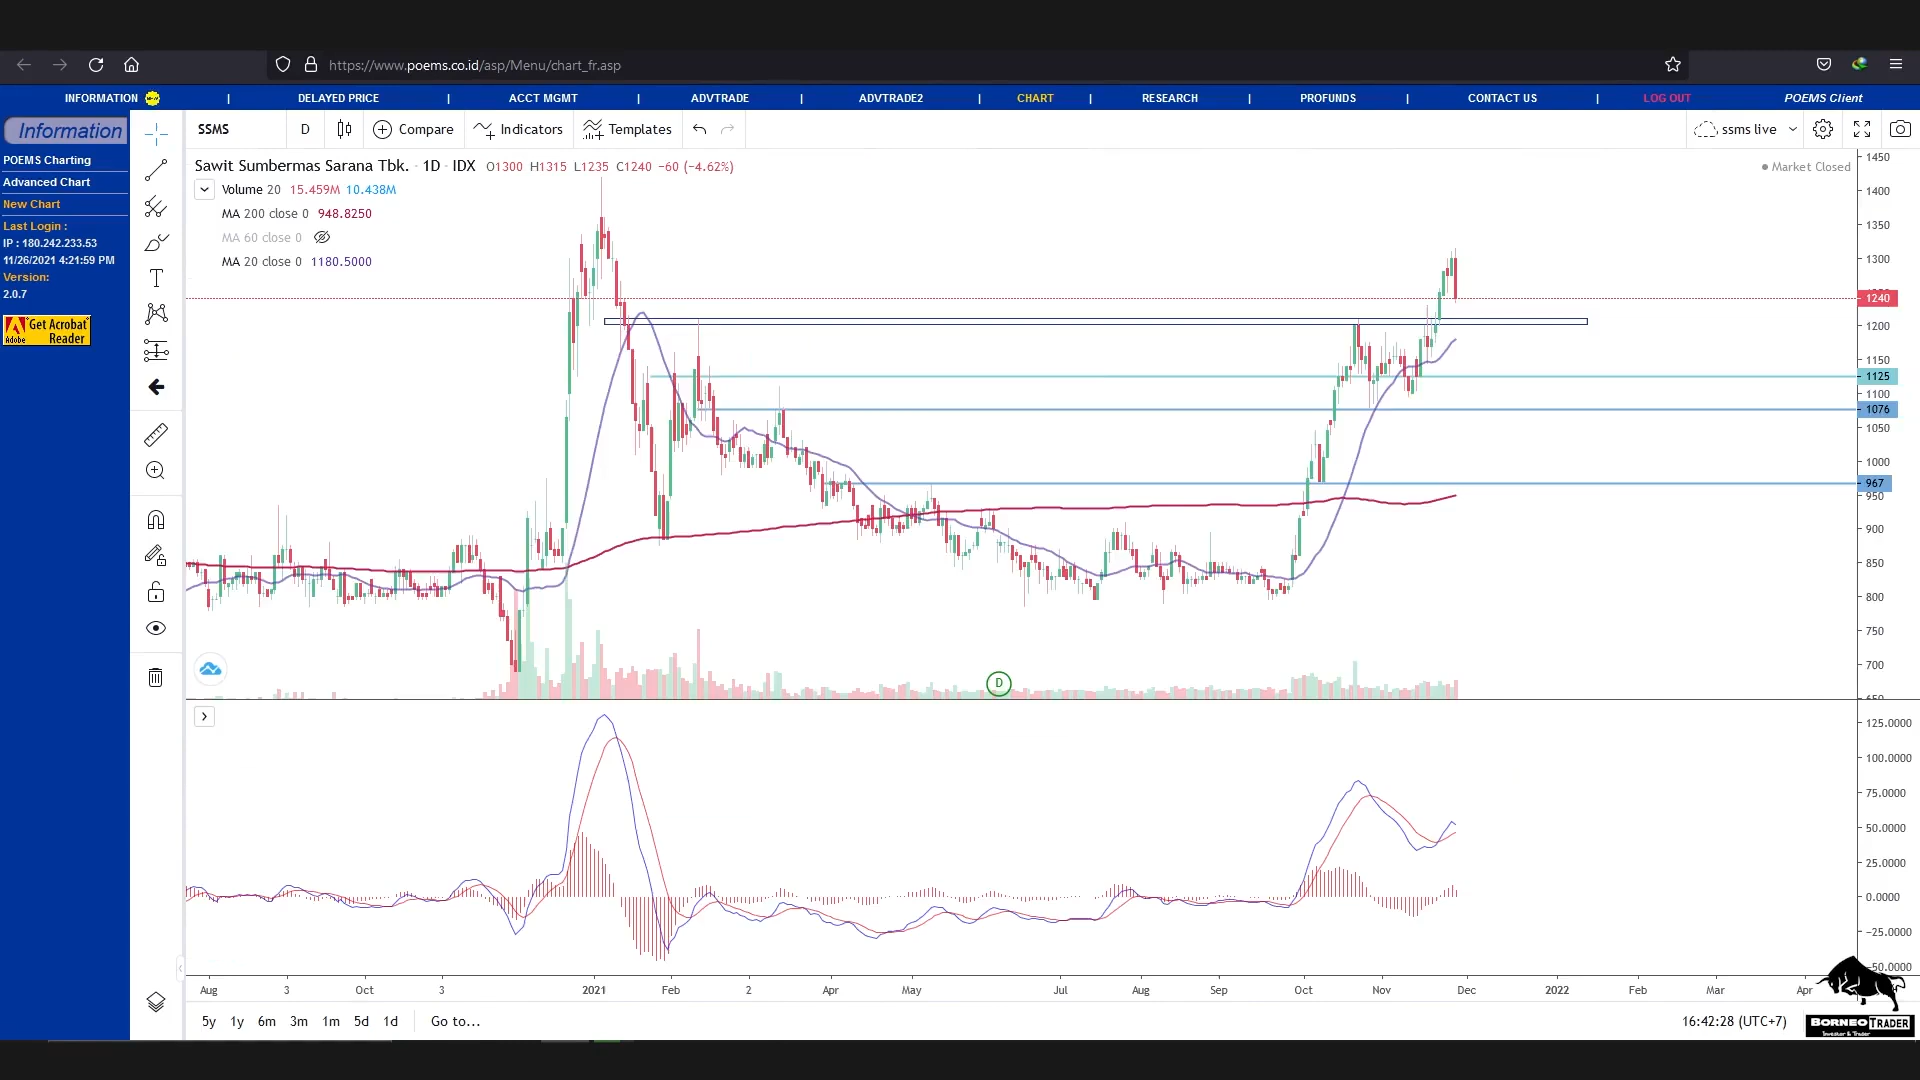 https://www.poems.co.id/asp/Menu/chart_fr.asp
INFORMATION | DELAYED PRICE | ACCT MGMT | ADVTRADE | ADVTRADE2 | CHART | RESEARCH | PROFUNDS | CONTACT US | LOG OUT POEMS Client
Information
POEMS Charting
Advanced Chart
New Chart
Last Login :
IP : 180.242.233.53
11/26/2021 4:21:59 PM
Version:
2.0.7
Get Acrobat
Adobe Reader
SSMS D Compare Indicators Templates ssms live
Sawit Sumbermas Sarana Tbk. · 1D · IDX O1300 H1315 L1235 C1240 −60 (−4.62%)
Market Closed
Volume 20 15.459M 10.438M
MA 200 close 0 948.8250
MA 60 close 0
MA 20 close 0 1180.5000
1450
1400
1350
1300
1240
1200
1150
1125
1100
1076
1050
1000
967
950
900
850
800
750
700
650
D
125.0000
100.0000
75.0000
50.0000
25.0000
0.0000
−25.0000
−50.0000
Aug 3 Oct 3 2021 Feb 2 Apr May Jul Aug Sep Oct Nov Dec 2022 Feb Mar Apr
5y 1y 6m 3m 1m 5d 1d Go to...
16:42:28 (UTC+7)
BORNEO TRADER
Investor & Trader